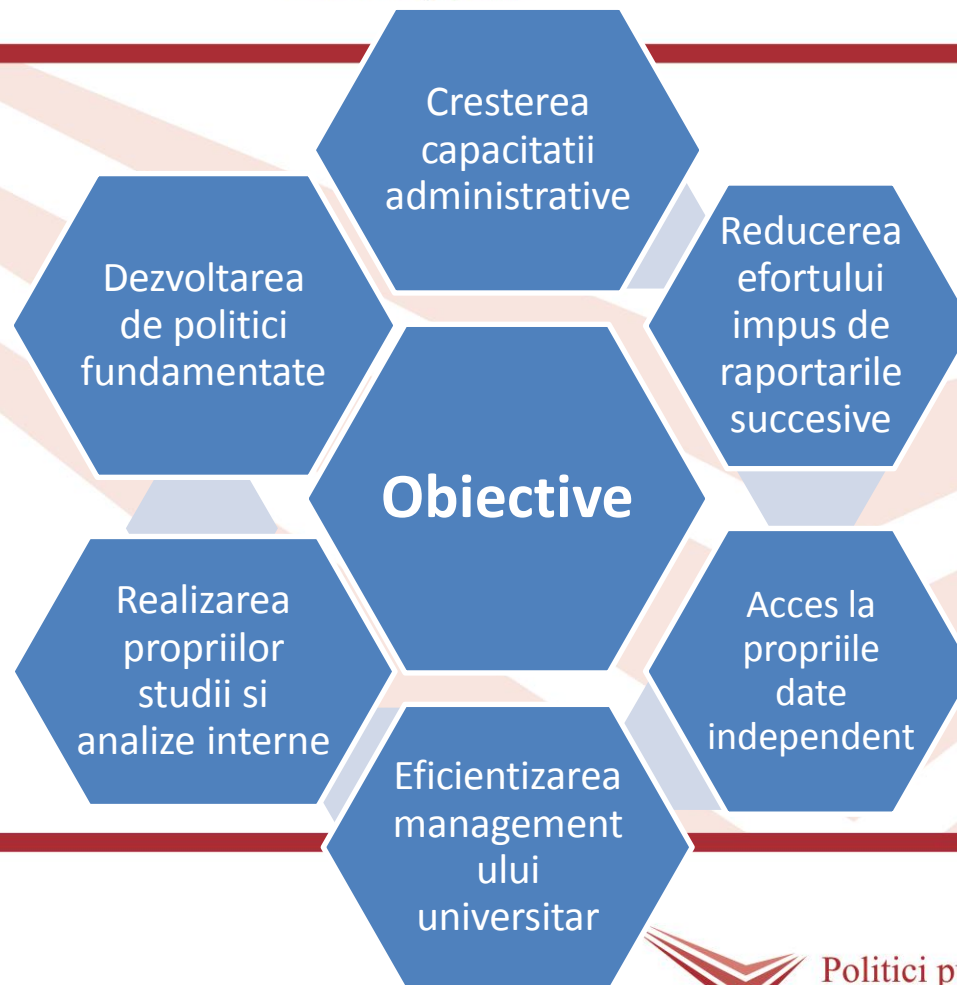 Cresterea
capacitatii
administrative
Reducerea
efortului
impus de
raportarile
succesive
Dezvoltarea
de politici
fundamentate
Obiective
Acces la
propriile
date
independent
Realizarea
propriilor
studii si
analize interne
Eficientizarea
management
ului
universitar
Politici